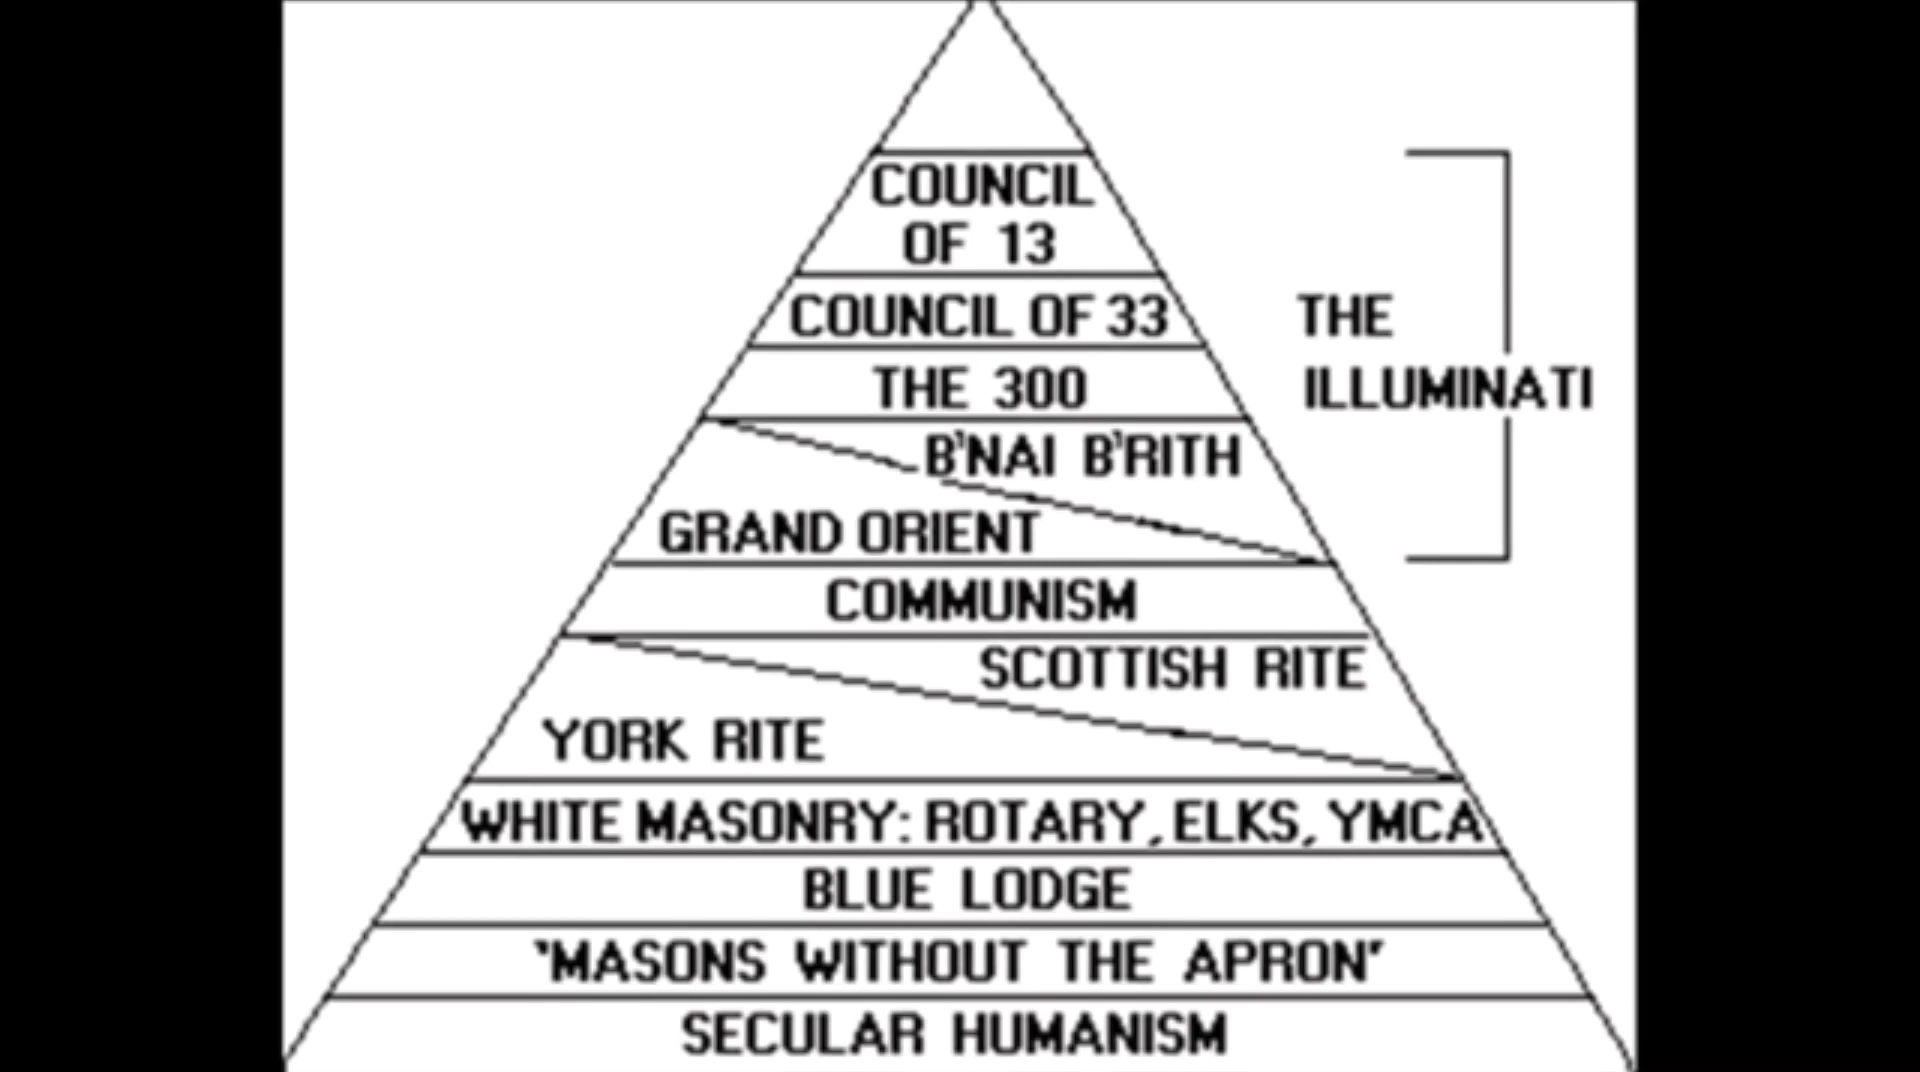 COUNCIL
OF 13
COUNCIL OF 33
THE 300
THE
ILLUMINATI
B'NAI B'RITH
GRAND ORIENT
COMMUNISM
SCOTTISH RITE
YORK RITE
WHITE MASONRY: ROTARY, ELKS, YMCA
BLUE LODGE
'MASONS WITHOUT THE APRON'
SECULAR HUMANISM